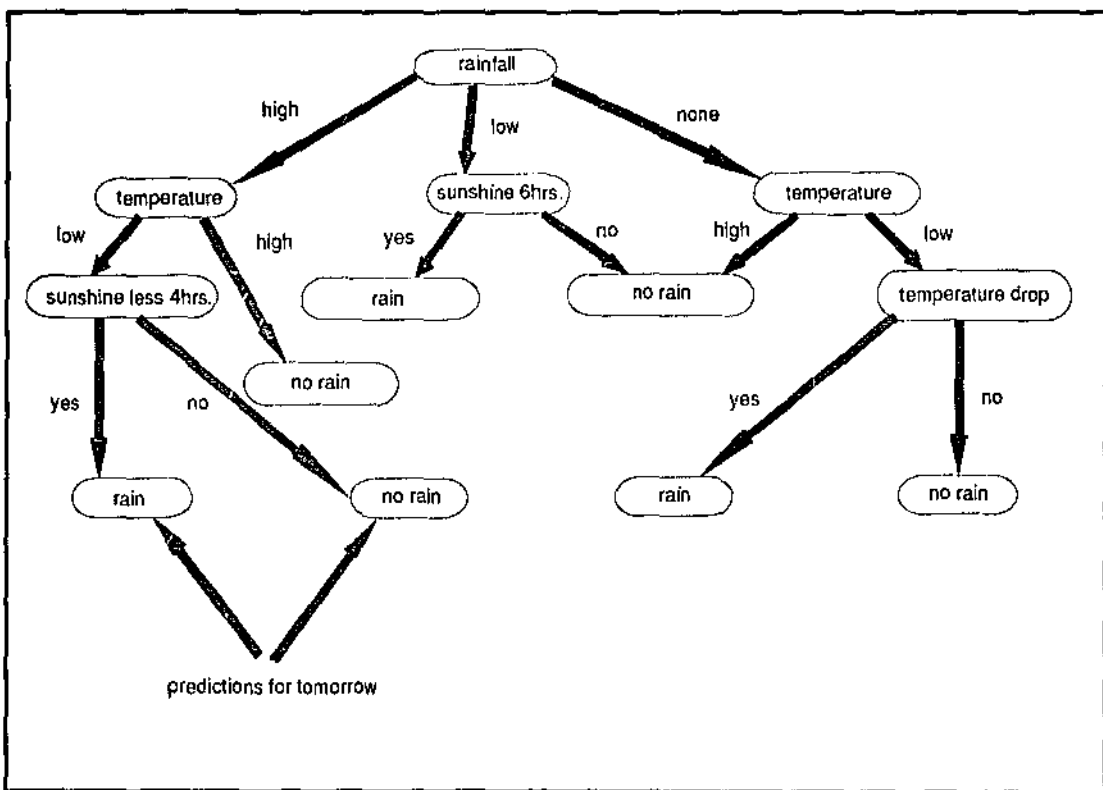 rainfall
high
low
none
temperature
sunshine 6hrs.
temperature
low
high
yes
no
high
low
sunshine less 4hrs.
rain
no rain
temperature drop
no rain
yes
no
yes
no
rain
no rain
rain
no rain
predictions for tomorrow